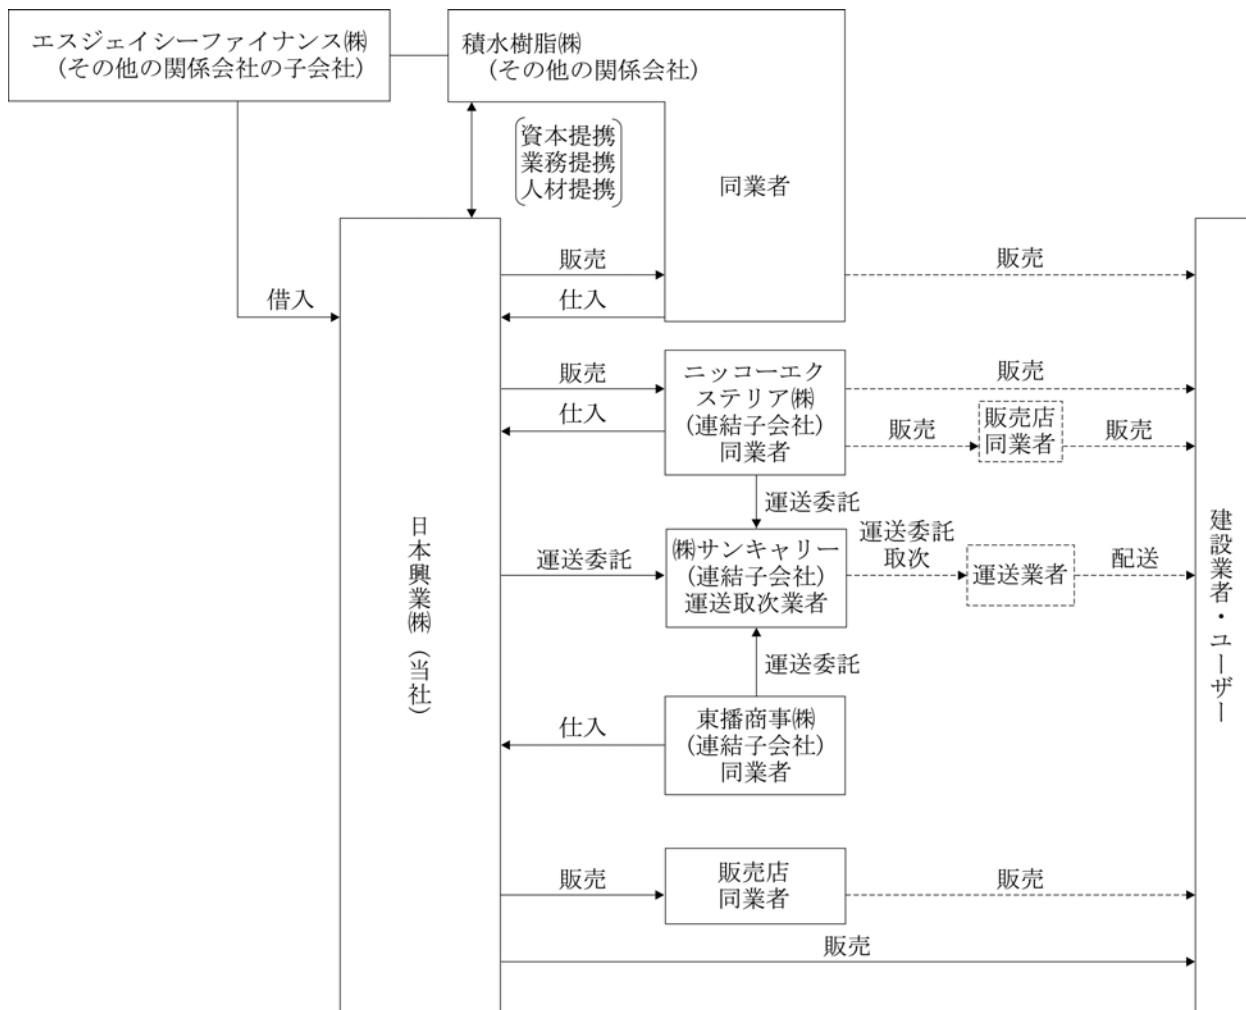 エスジェイシーファイナンス㈱
(その他の関係会社の子会社)
積水樹脂㈱
(その他の関係会社)
資本提携
業務提携
人材提携
同業者
販売
販売
借入
仕入
販売
ニッコーエク
ステリア㈱
(連結子会社)
同業者
販売
仕入
販売
販売店
同業者
販売
運送委託
日本興業㈱(当社)
運送委託
㈱サンキャリー
(連結子会社)
運送取次業者
運送委託
取次
運送業者
配送
建設業者・ユーザー
運送委託
仕入
東播商事㈱
(連結子会社)
同業者
販売
販売店
同業者
販売
販売